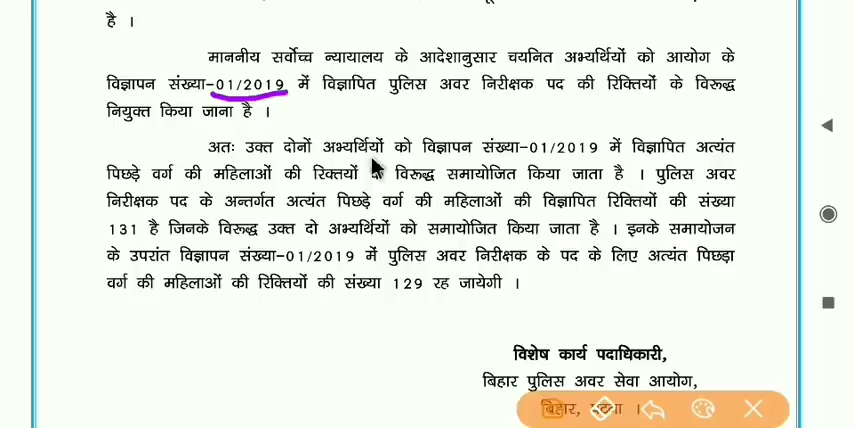 है ।
माननीय सर्वोच्च न्यायालय के आदेशानुसार चयनित अभ्यर्थियों को आयोग के
विज्ञापन संख्या-01/2019 में विज्ञापित पुलिस अवर निरीक्षक पद की रिक्तियों के विरूद्ध
नियुक्त किया जाना है ।
अतः उक्त दोनों अभ्यर्थियों को विज्ञापन संख्या-01/2019 में विज्ञापित अत्यंत
पिछड़े वर्ग की महिलाओं की रिक्तयों के विरूद्ध समायोजित किया जाता है । पुलिस अवर
निरीक्षक पद के अन्तर्गत अत्यंत पिछड़े वर्ग की महिलाओं की विज्ञापित रिक्तियों की संख्या
131 है जिनके विरूद्ध उक्त दो अभ्यर्थियों को समायोजित किया जाता है । इनके समायोजन
के उपरांत विज्ञापन संख्या-01/2019 में पुलिस अवर निरीक्षक के पद के लिए अत्यंत पिछड़ा
वर्ग की महिलाओं की रिक्तियों की संख्या 129 रह जायेगी ।
विशेष कार्य पदाधिकारी,
बिहार पुलिस अवर सेवा आयोग,
बिहार, पटना ।